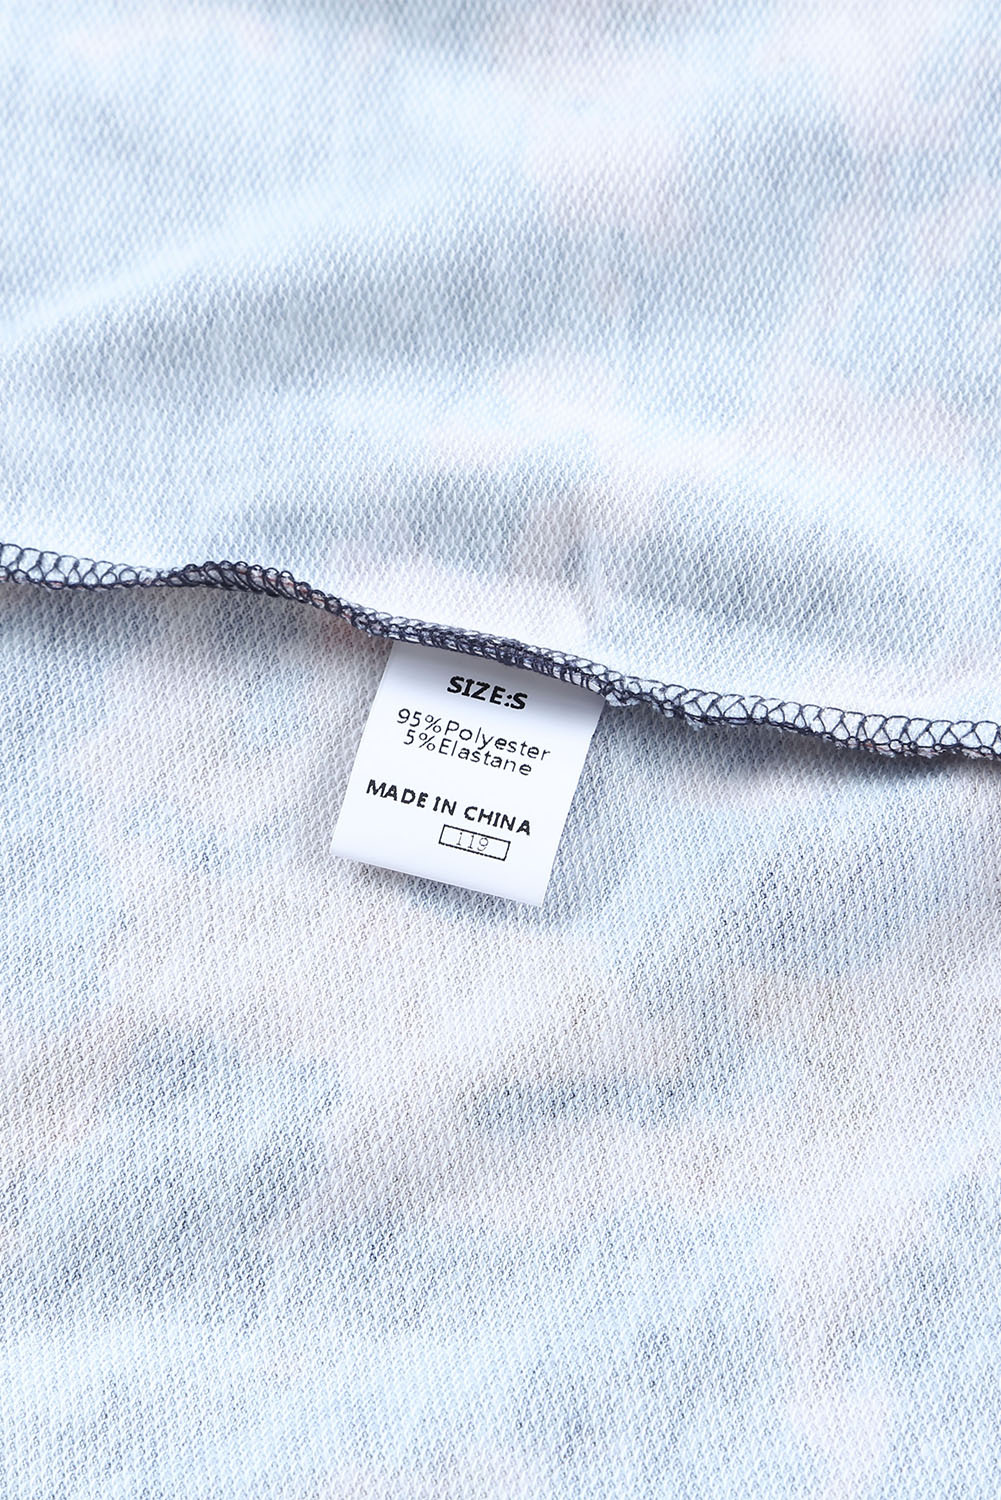 SIZE:S
95%Polyester
5%Elastane
MADE IN CHINA
119